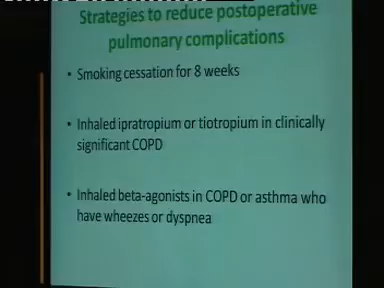 Strategies to reduce postoperative
pulmonary complications
• Smoking cessation for 8 weeks
• Inhaled ipratropium or tiotropium in clinically
significant COPD
• Inhaled beta-agonists in COPD or asthma who
have wheezes or dyspnea